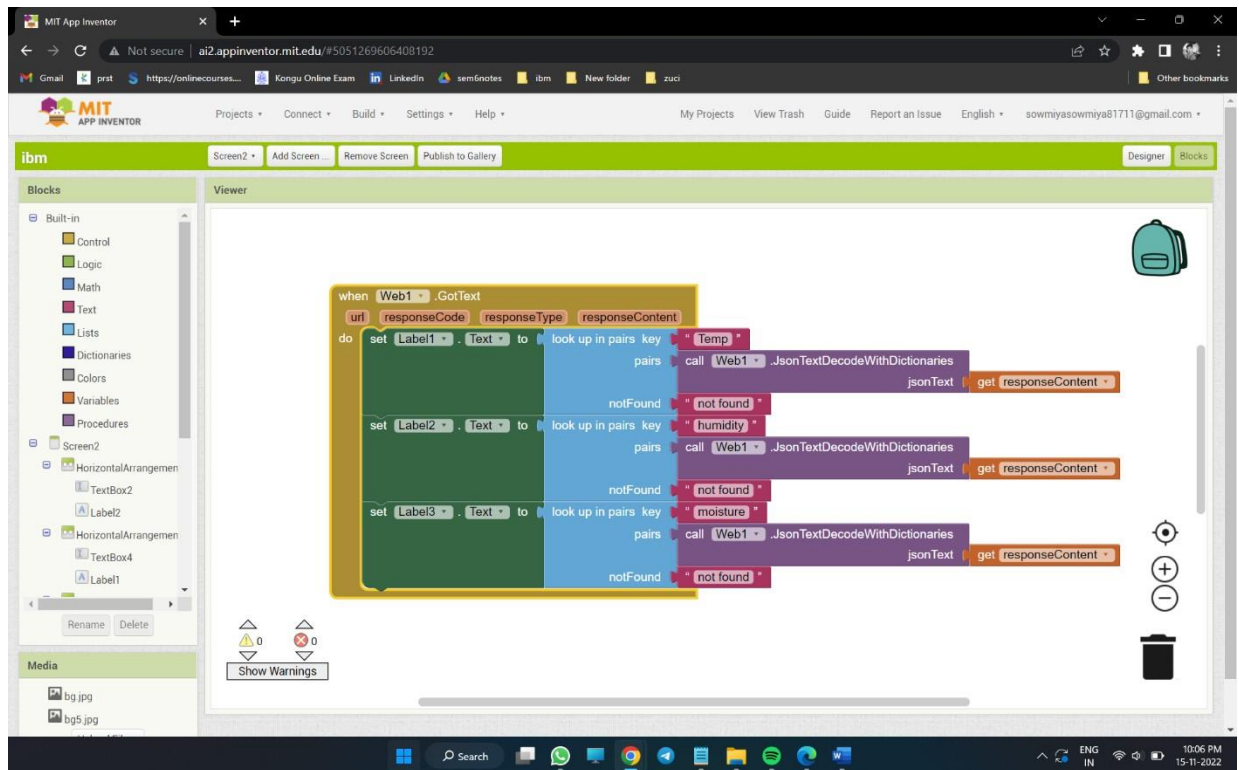 MIT App Inventor
Not secure | ai2.appinventor.mit.edu/#5051269606408192
Gmail prst https://onlinecourses.... Kongu Online Exam LinkedIn sem6notes ibm New folder zuci Other bookmarks
MIT
APP INVENTOR
Projects Connect Build Settings Help My Projects View Trash Guide Report an Issue English sowmiyasowmiya81711@gmail.com
ibm Screen2 Add Screen ... Remove Screen Publish to Gallery Designer Blocks
Blocks Viewer
Built-in
Control
Logic
Math
Text
Lists
Dictionaries
Colors
Variables
Procedures
Screen2
HorizontalArrangemen
TextBox2
Label2
HorizontalArrangemen
TextBox4
Label1
Rename Delete
Media
bg.jpg
bg5.jpg
when Web1 .GotText
url responseCode responseType responseContent
do set Label1 . Text to look up in pairs key " Temp "
pairs call Web1 .JsonTextDecodeWithDictionaries
jsonText get responseContent
notFound " not found "
set Label2 . Text to look up in pairs key " humidity "
pairs call Web1 .JsonTextDecodeWithDictionaries
jsonText get responseContent
notFound " not found "
set Label3 . Text to look up in pairs key " moisture "
pairs call Web1 .JsonTextDecodeWithDictionaries
jsonText get responseContent
notFound " not found "
0 0
Show Warnings
Search
ENG
IN
10:06 PM
15-11-2022